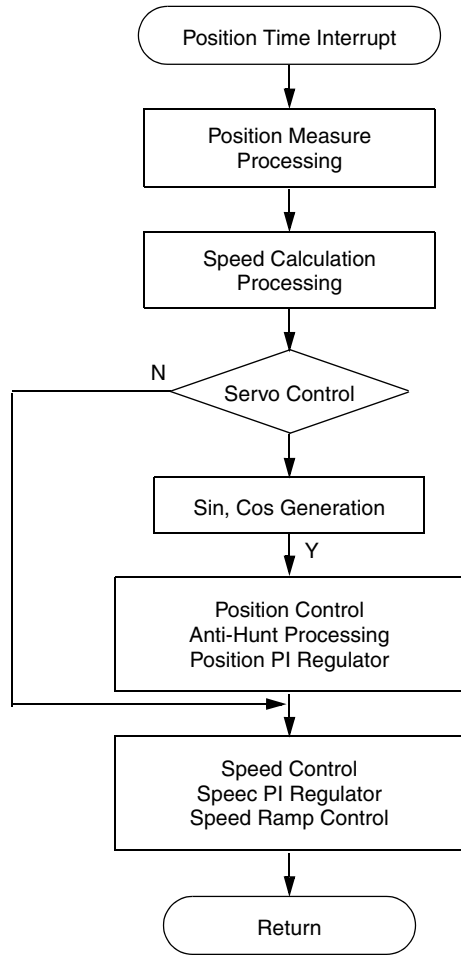 Position Time Interrupt
Position Measure
Processing
Speed Calculation
Processing
N
Servo Control
Sin, Cos Generation
Y
Position Control
Anti-Hunt Processing
Position PI Regulator
Speed Control
Speec PI Regulator
Speed Ramp Control
Return